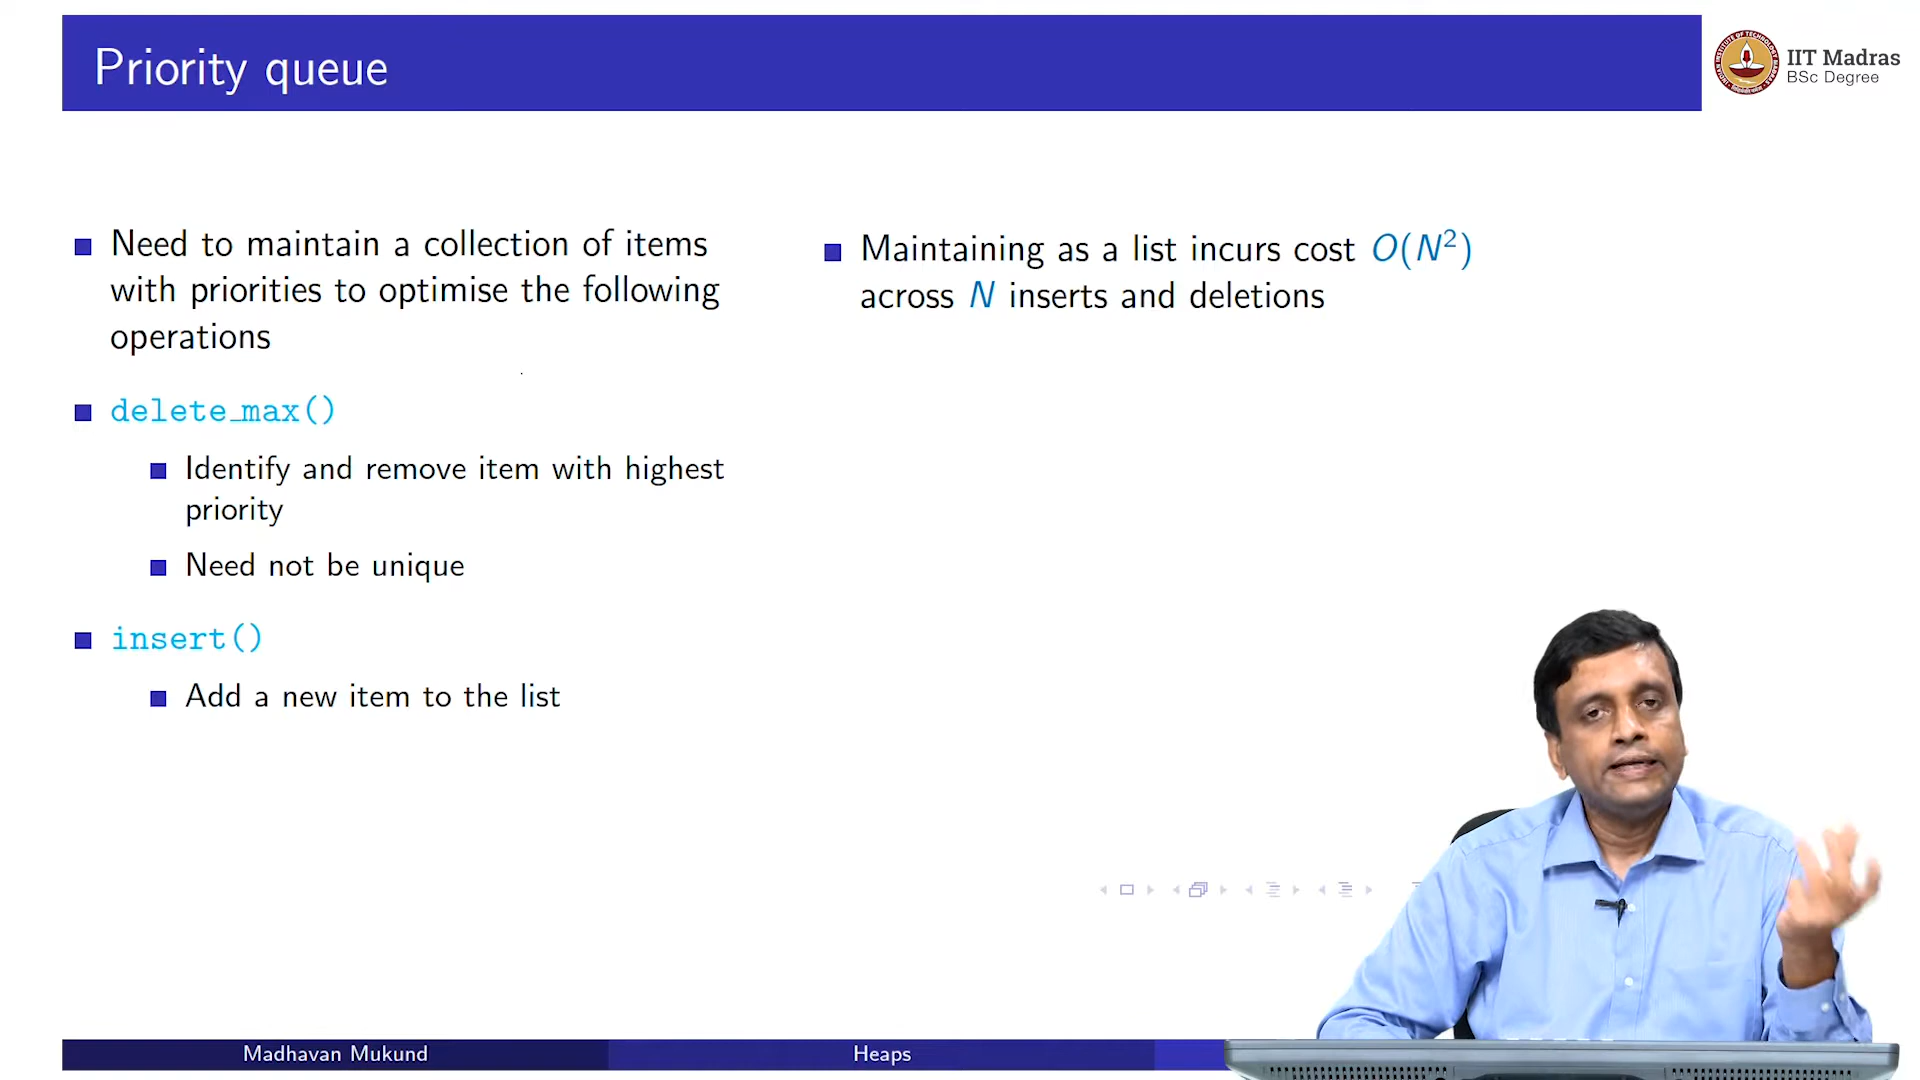 Priority queue
IIT Madras
BSc Degree
Need to maintain a collection of items
with priorities to optimise the following
operations
delete_max()
Identify and remove item with highest
priority
Need not be unique
insert()
Add a new item to the list
Maintaining as a list incurs cost O(N²)
across N inserts and deletions
Madhavan Mukund
Heaps